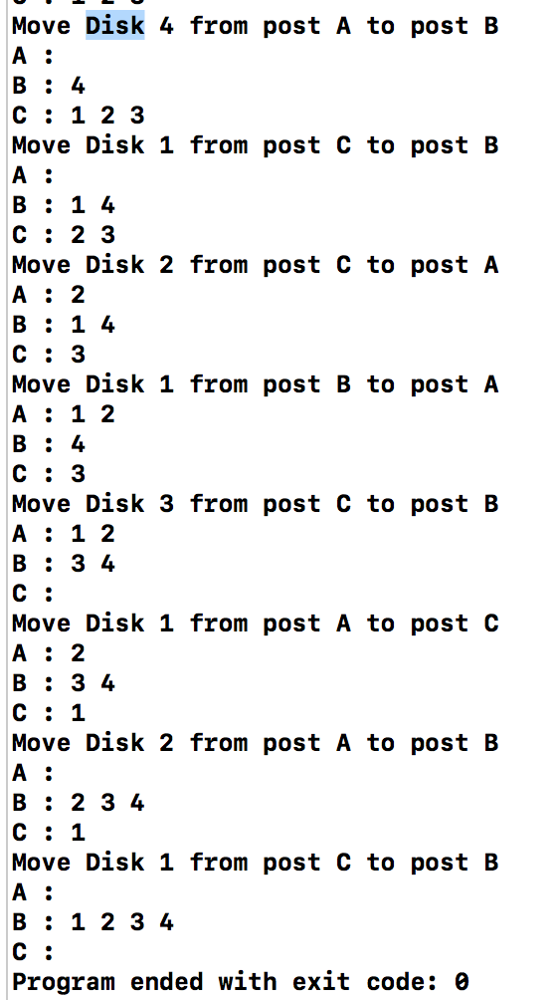 Move Disk 4 from post A to post B
A :
B : 4
C : 1 2 3
Move Disk 1 from post C to post B
A :
B : 1 4
C : 2 3
Move Disk 2 from post C to post A
A : 2
B : 1 4
C : 3
Move Disk 1 from post B to post A
A : 1 2
B : 4
C : 3
Move Disk 3 from post C to post B
A : 1 2
B : 3 4
C :
Move Disk 1 from post A to post C
A : 2
B : 3 4
C : 1
Move Disk 2 from post A to post B
A :
B : 2 3 4
C : 1
Move Disk 1 from post C to post B
A :
B : 1 2 3 4
C :
Program ended with exit code: 0